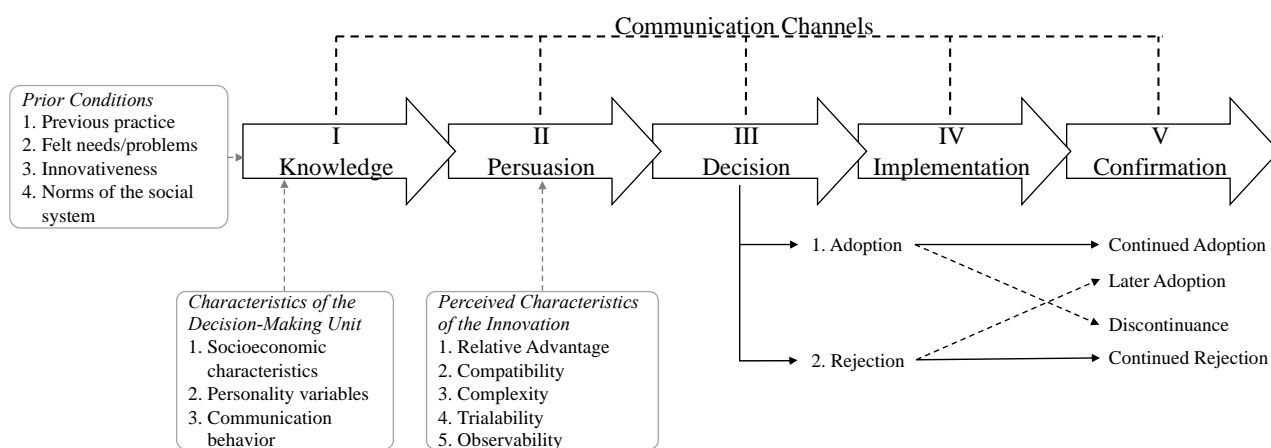 Communication Channels
Prior Conditions
1. Previous practice
2. Felt needs/problems
3. Innovativeness
4. Norms of the social
system
I
Knowledge
II
Persuasion
III
Decision
IV
Implementation
V
Confirmation
1. Adoption
2. Rejection
Continued Adoption
Later Adoption
Discontinuance
Continued Rejection
Characteristics of the
Decision-Making Unit
1. Socioeconomic
characteristics
2. Personality variables
3. Communication
behavior
Perceived Characteristics
of the Innovation
1. Relative Advantage
2. Compatibility
3. Complexity
4. Trialability
5. Observability